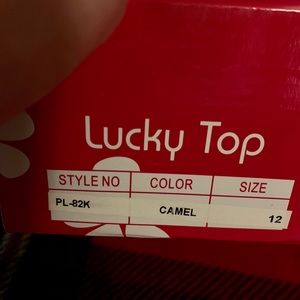 Lucky Top
STYLE NO COLOR SIZE
PL-82K CAMEL 12